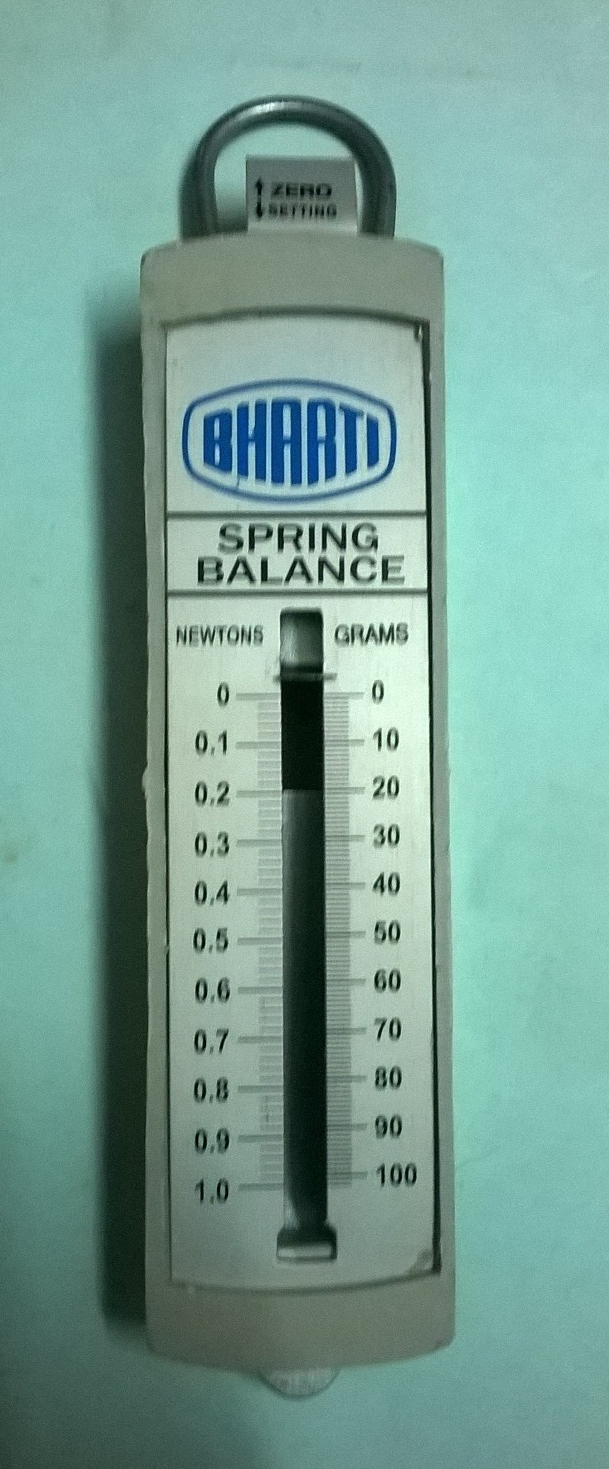 ↑ ZERO
↓ SETTING
BHARTI
SPRING
BALANCE
NEWTONS GRAMS
0 0
0.1 10
0.2 20
0.3 30
0.4 40
0.5 50
0.6 60
0.7 70
0.8 80
0.9 90
1.0 100